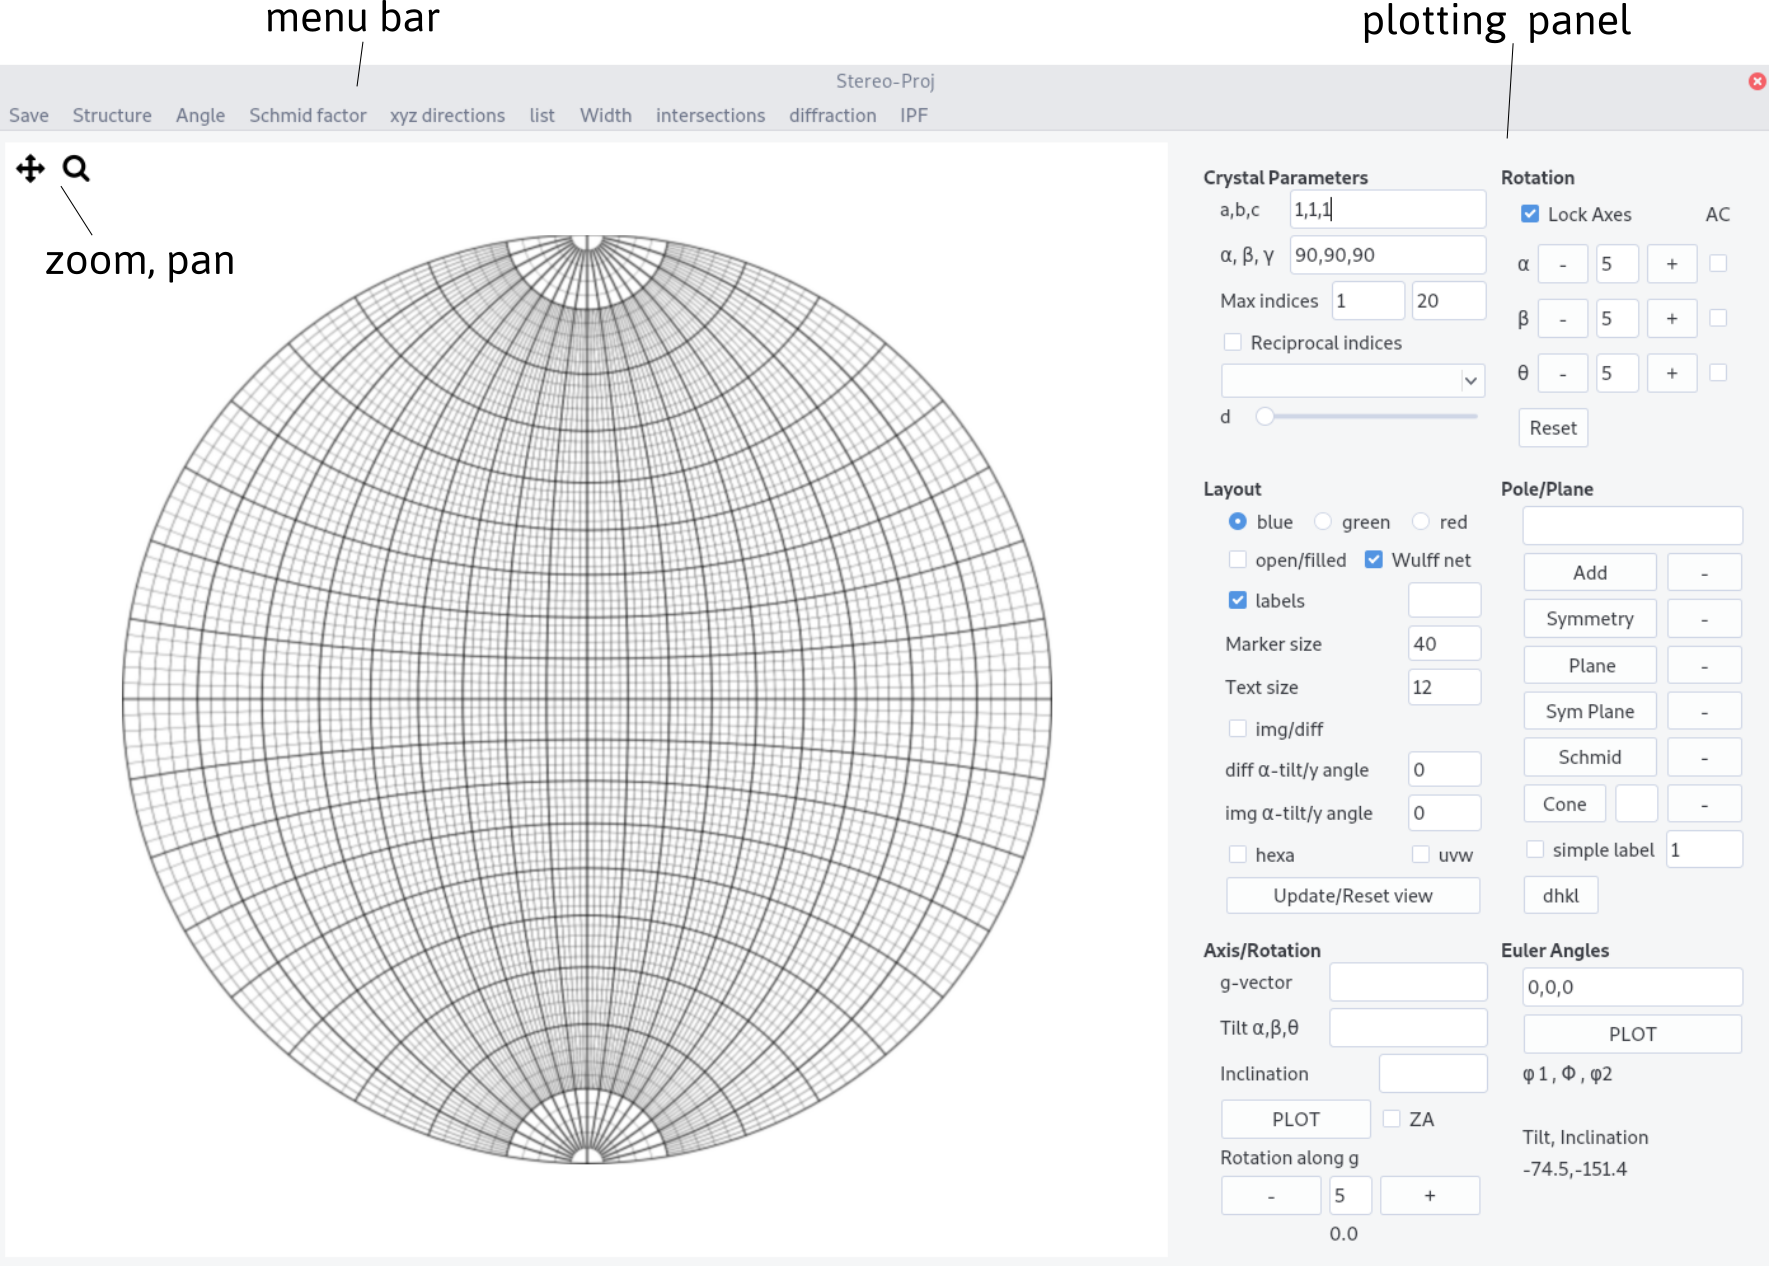 menu bar
plotting panel
Stereo-Proj
Save Structure Angle Schmid factor xyz directions list Width intersections diffraction IPF
zoom, pan
Crystal Parameters
a,b,c 1,1,1
α, β, γ 90,90,90
Max indices 1 20
Reciprocal indices
d
Rotation
Lock Axes AC
α - 5 +
β - 5 +
θ - 5 +
Reset
Layout
blue green red
open/filled Wulff net
labels
Marker size 40
Text size 12
img/diff
diff α-tilt/y angle 0
img α-tilt/y angle 0
hexa uvw
Update/Reset view
Pole/Plane
Add -
Symmetry -
Plane -
Sym Plane -
Schmid -
Cone -
simple label 1
dhkl
Axis/Rotation
g-vector
Tilt α,β,θ
Inclination
PLOT ZA
Rotation along g
- 5 +
0.0
Euler Angles
0,0,0
PLOT
φ 1 , Φ , φ2
Tilt, Inclination
-74.5,-151.4